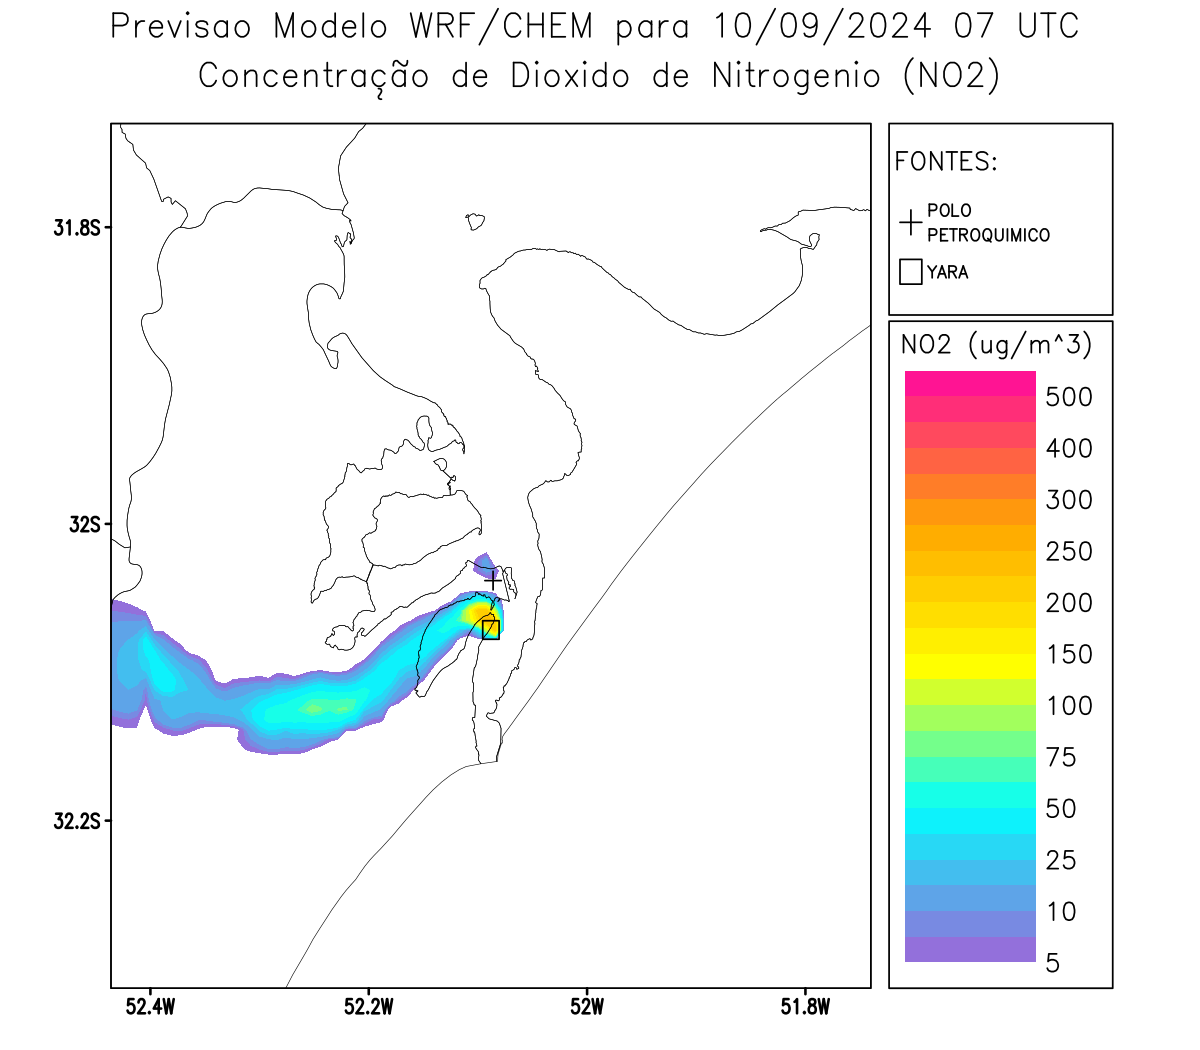 Previsao Modelo WRF/CHEM para 10/09/2024 07 UTC
Concentração de Dioxido de Nitrogenio (NO2)
FONTES:
POLO
PETROQUIMICO
YARA
NO2 (ug/m^3)
500
400
300
250
200
150
100
75
50
25
10
5
31.8S
32S
32.2S
52.4W
52.2W
52W
51.8W